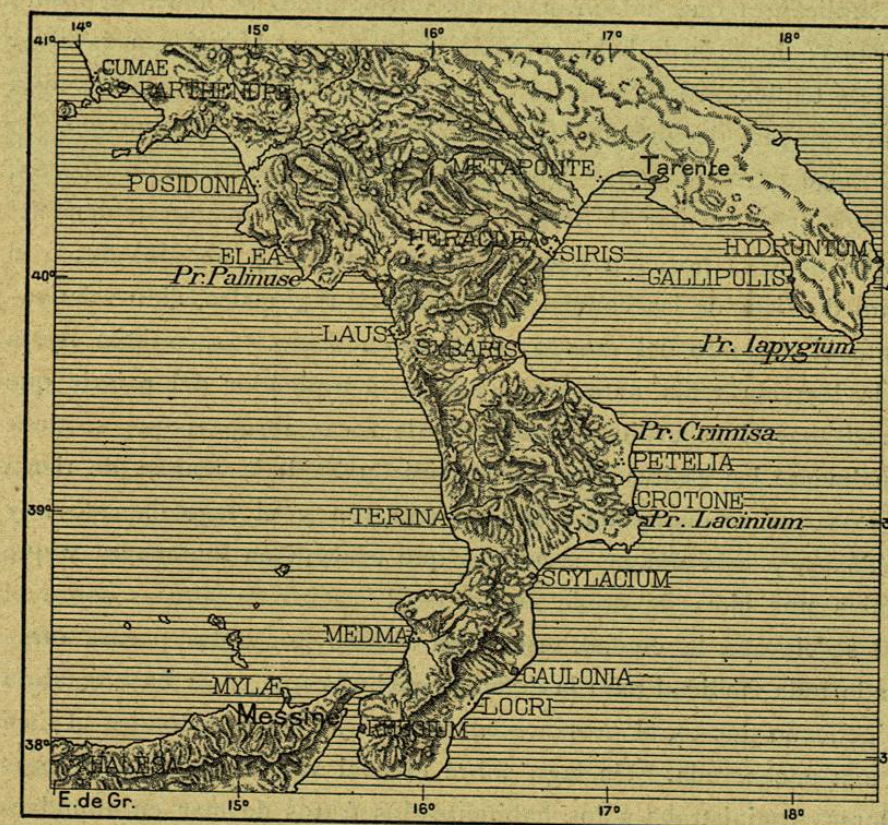 14° 15° 16° 17° 18°
41°
CUMAE
PARTHENOPE
METAPONTE
Tarente
POSIDONIA
HERACLEA
SIRIS
HYDRUNTUM
ELEA
Pr. Palinuse
40°
GALLIPOLIS
LAUS
SYBARIS
Pr. Iapygium
Pr. Crimisa
PETELIA
CROTONE
39°
TERINA
Pr. Lacinium
SCYLACIUM
MEDMA
CAULONIA
MYLÆ
LOCRI
Messine
RHEGIUM
38°
HALESA
E. de Gr.
15° 16° 17° 18°